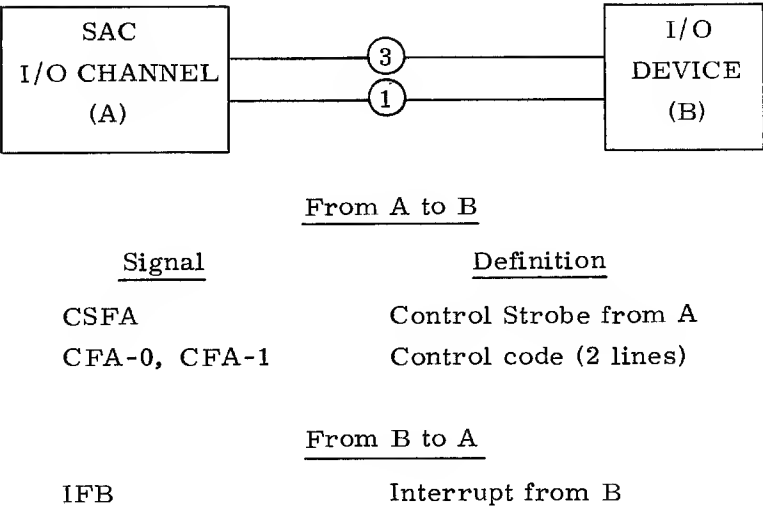 SAC
I/O CHANNEL
(A)
3
1
I/O
DEVICE
(B)
From A to B
Signal Definition
CSFA Control Strobe from A
CFA-0, CFA-1 Control code (2 lines)
From B to A
IFB Interrupt from B